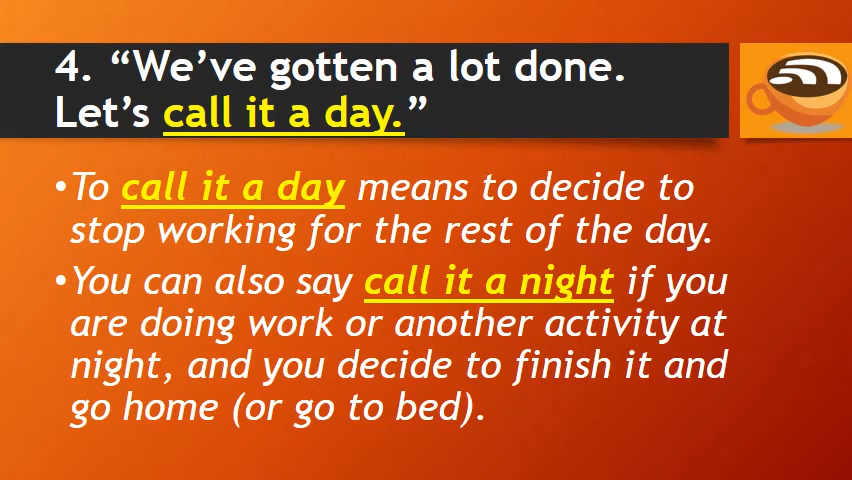 4. “We’ve gotten a lot done.
Let’s call it a day.”
•To call it a day means to decide to
stop working for the rest of the day.
•You can also say call it a night if you
are doing work or another activity at
night, and you decide to finish it and
go home (or go to bed).